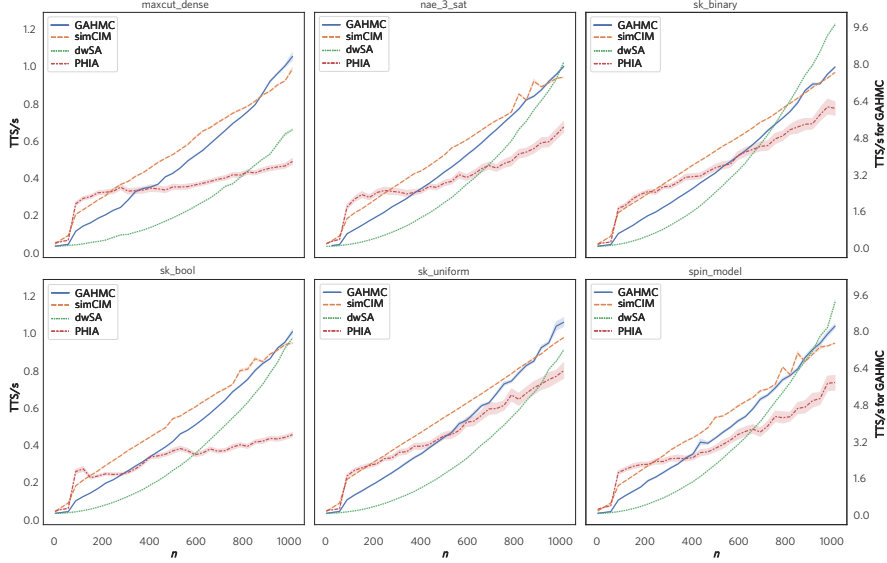 maxcut_dense
nae_3_sat
sk_binary
GAHMC
simCIM
dwSA
PHIA
GAHMC
simCIM
dwSA
PHIA
GAHMC
simCIM
dwSA
PHIA
TTS/s
1.2
1.0
0.8
0.6
0.4
0.2
0.0
9.6
8.0
6.4
4.8
3.2
1.6
0.0
TTS/s for GAHMC
sk_bool
sk_uniform
spin_model
GAHMC
simCIM
dwSA
PHIA
GAHMC
simCIM
dwSA
PHIA
GAHMC
simCIM
dwSA
PHIA
TTS/s
1.2
1.0
0.8
0.6
0.4
0.2
0.0
9.6
8.0
6.4
4.8
3.2
1.6
0.0
TTS/s for GAHMC
0 200 400 600 800 1000
0 200 400 600 800 1000
0 200 400 600 800 1000
n
n
n